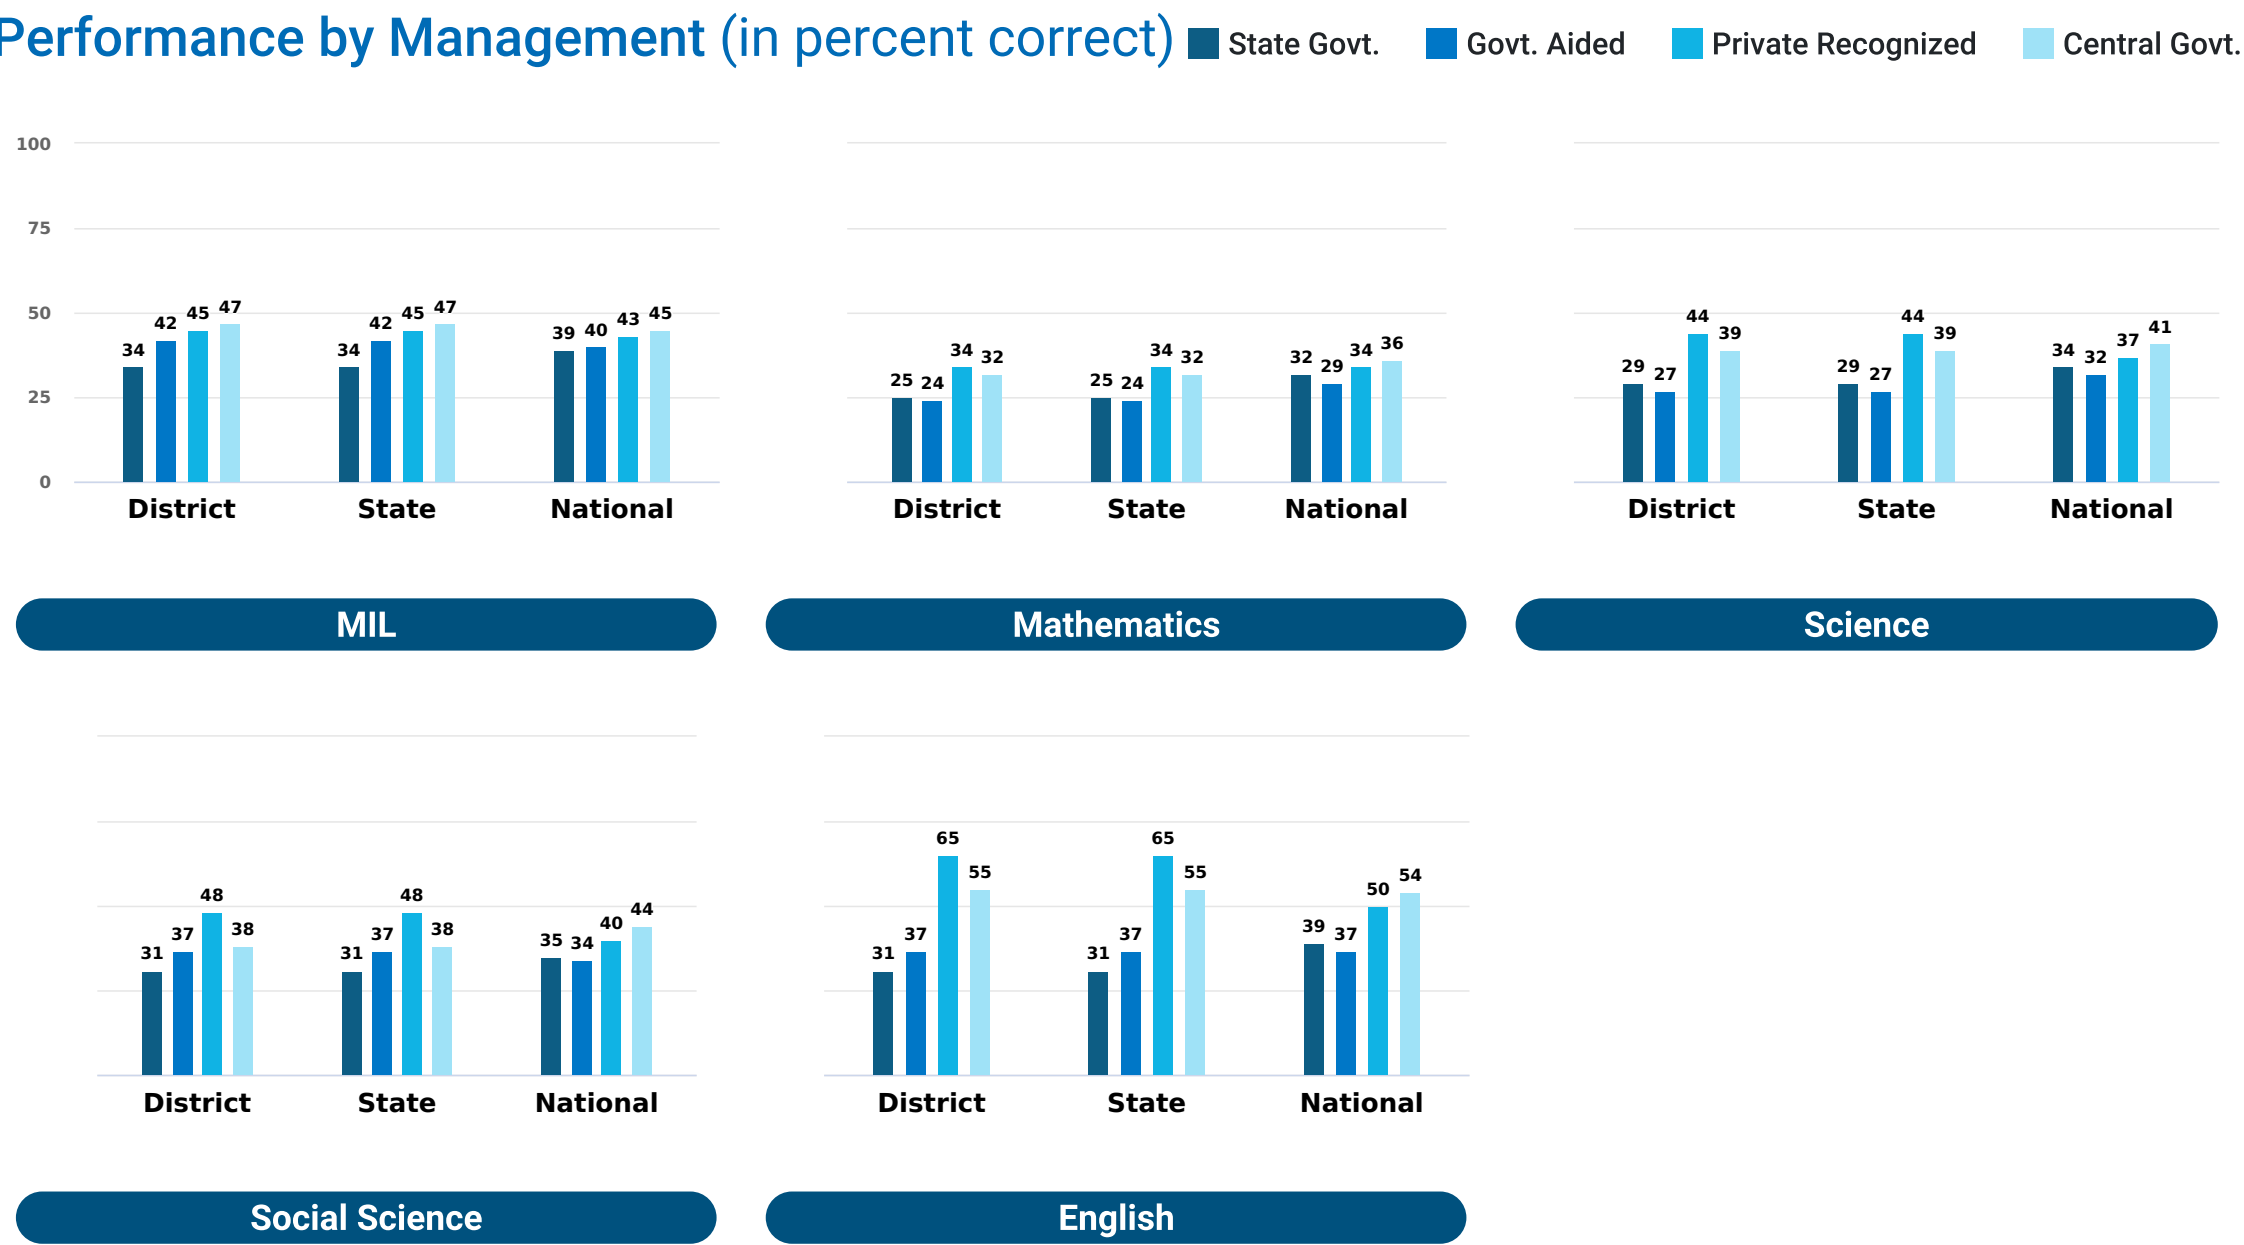 Performance by Management (in percent correct) State Govt. Govt. Aided Private Recognized Central Govt.
100
75
50
25
0
34 42 45 47 34 42 45 47 39 40 43 45
District State National
MIL
25 24 34 32 25 24 34 32 32 29 34 36
District State National
Mathematics
29 27 44 39 29 27 44 39 34 32 37 41
District State National
Science
31 37 48 38 31 37 48 38 35 34 40 44
District State National
Social Science
31 37 65 55 31 37 65 55 39 37 50 54
District State National
English